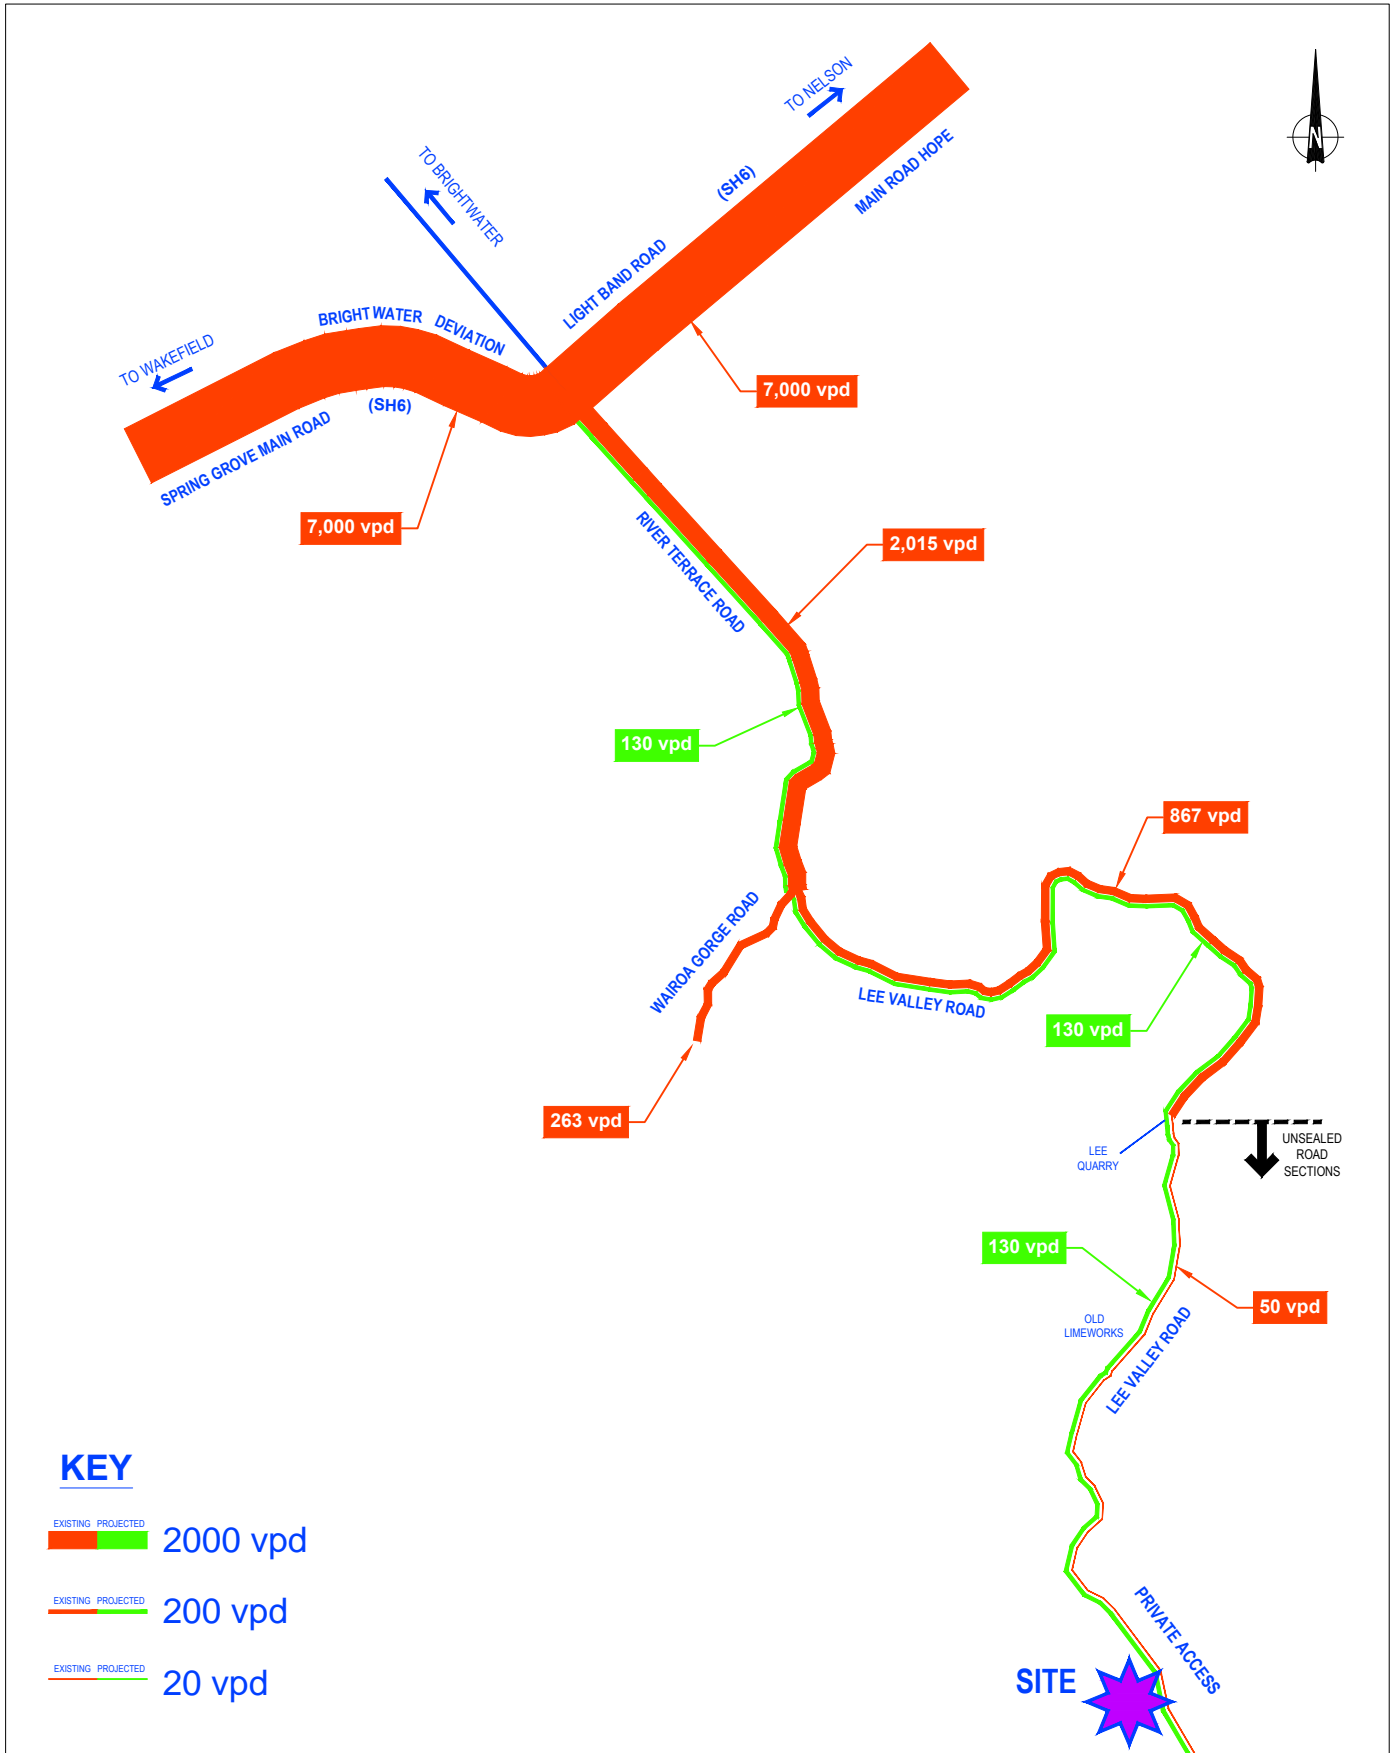 TO NELSON
N
(SH6)
MAIN ROAD HOPE
TO BRIGHTWATER
LIGHT BAND ROAD
BRIGHT WATER DEVIATION
TO WAKEFIELD
(SH6)
SPRING GROVE MAIN ROAD
7,000 vpd
7,000 vpd
RIVER TERRACE ROAD
2,015 vpd
130 vpd
867 vpd
WAIROA GORGE ROAD
LEE VALLEY ROAD
130 vpd
263 vpd
LEE
QUARRY
UNSEALED
ROAD
SECTIONS
130 vpd
50 vpd
OLD
LIMEWORKS
LEE VALLEY ROAD
KEY
EXISTING PROJECTED
2000 vpd
EXISTING PROJECTED
200 vpd
EXISTING PROJECTED
20 vpd
PRIVATE ACCESS
SITE